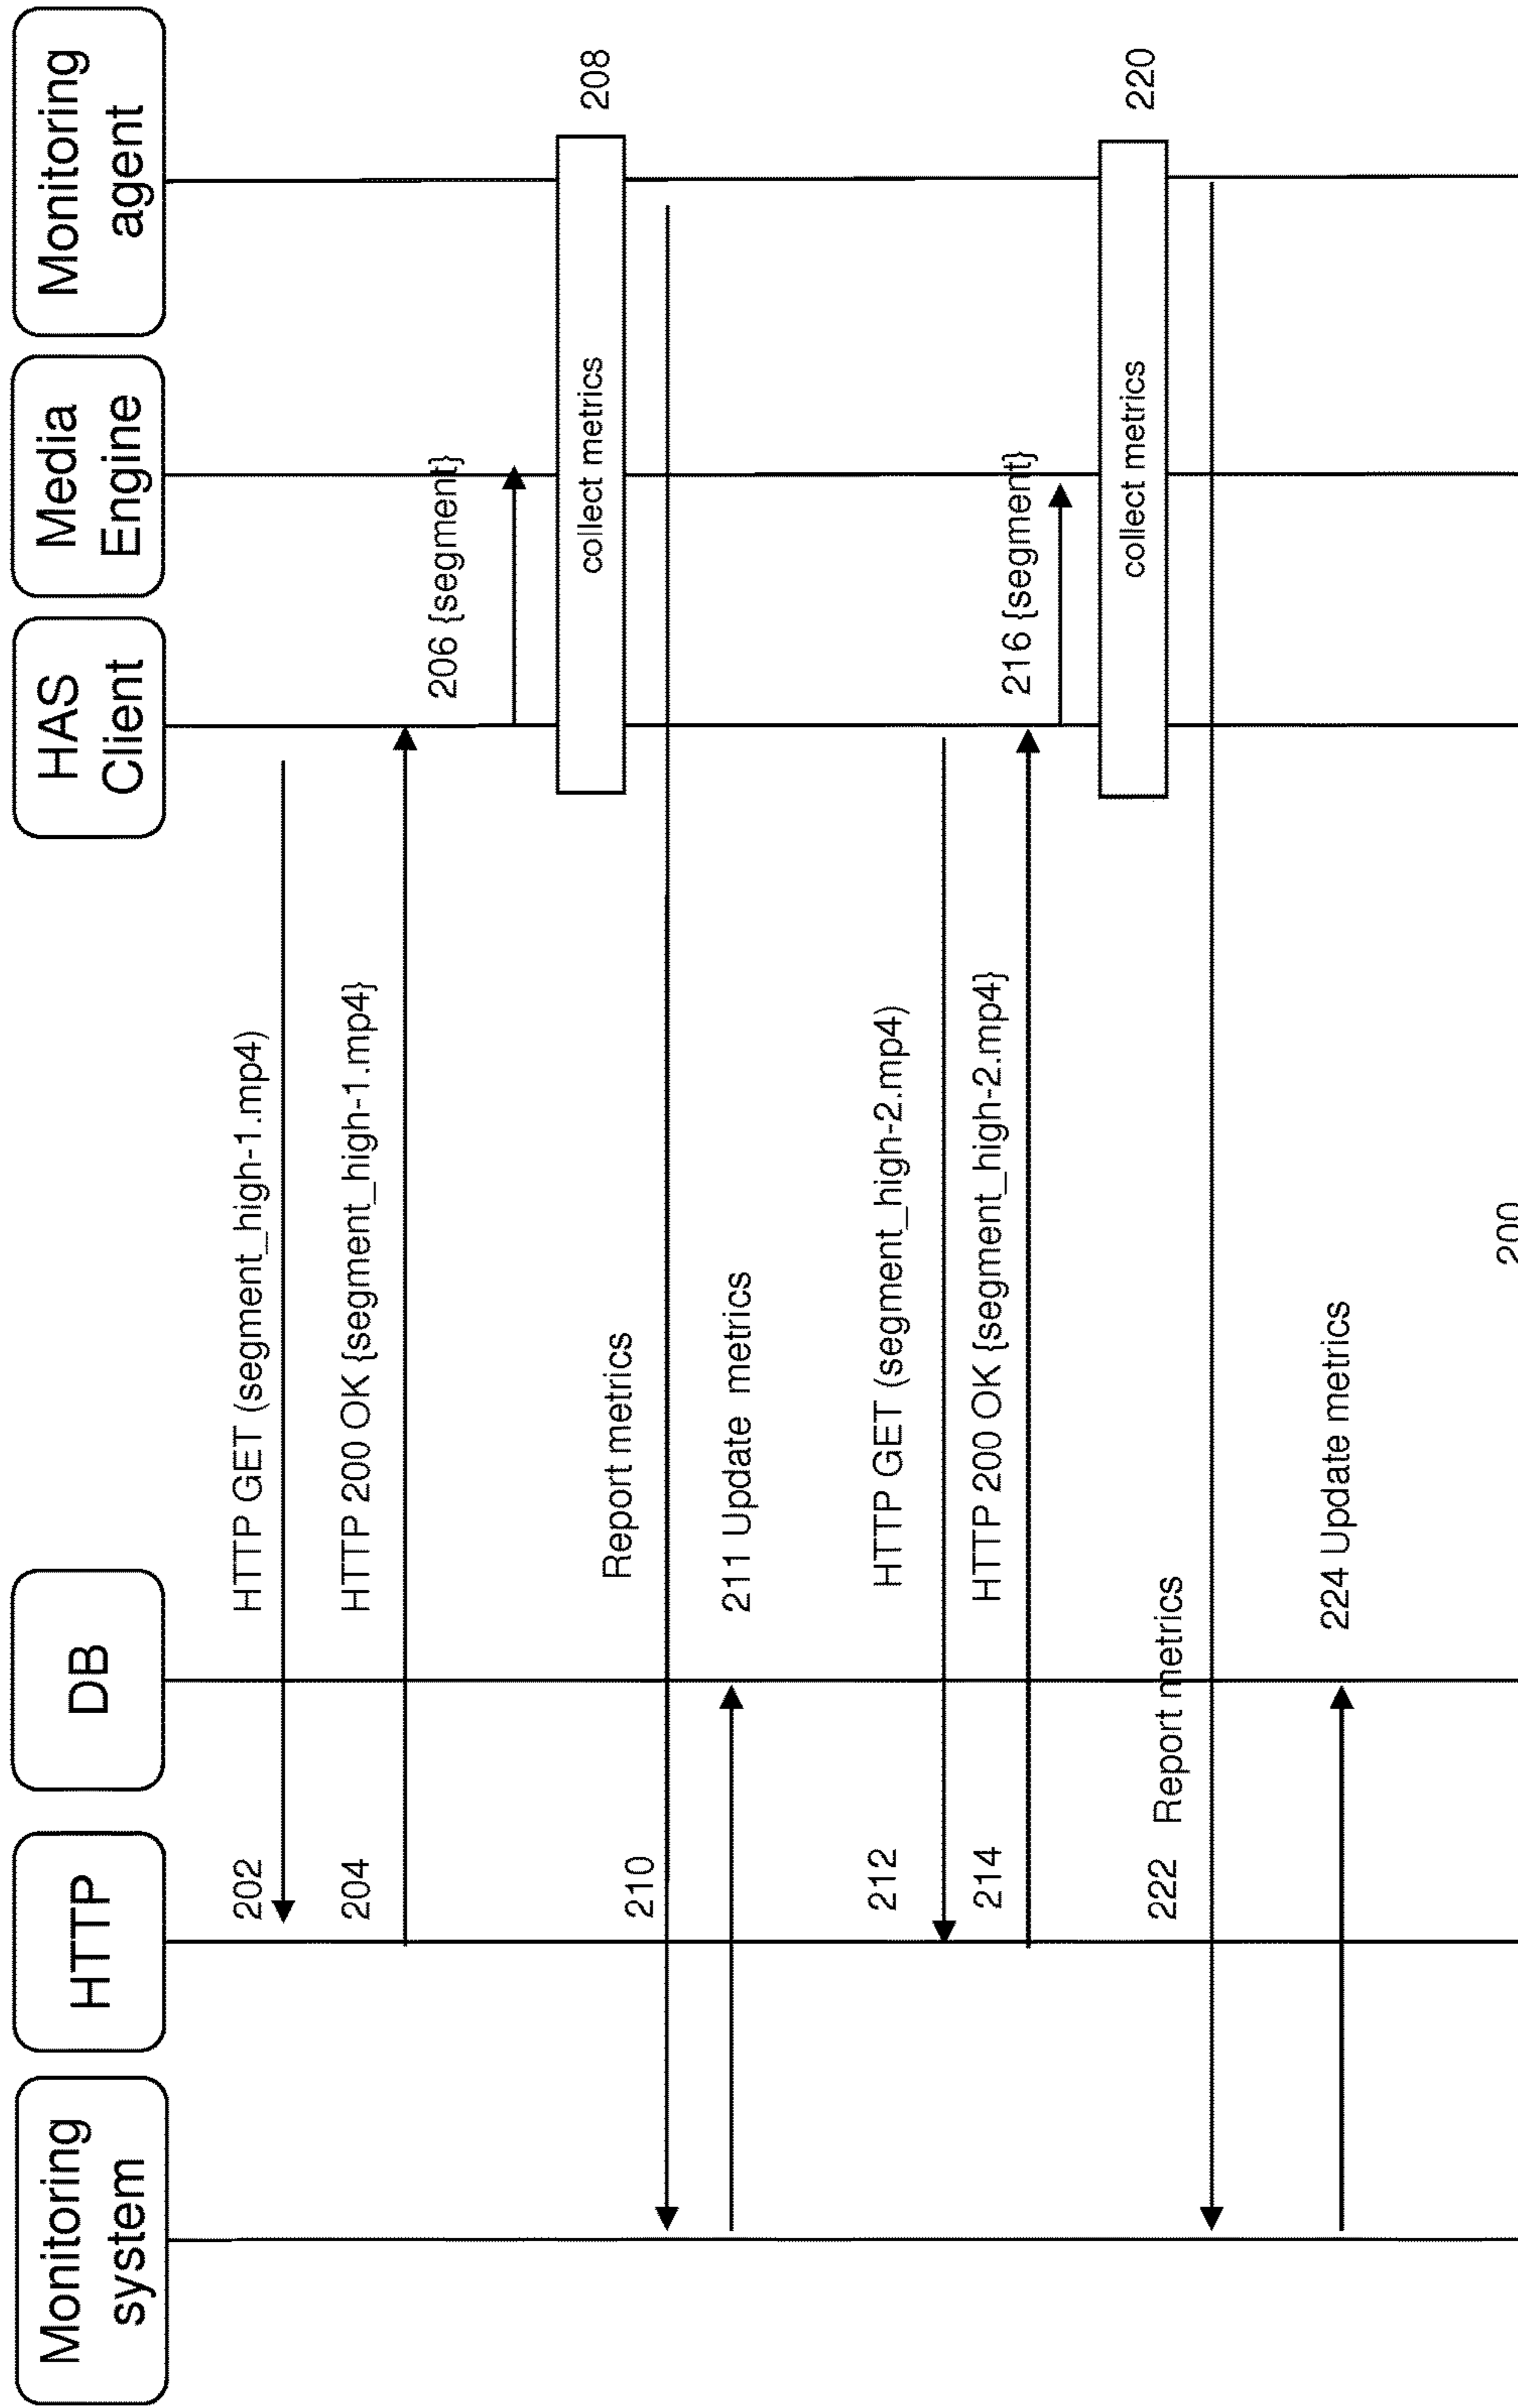 Monitoring
system
HTTP
DB
HAS
Client
Media
Engine
Monitoring
agent
202
HTTP GET (segment_high-1.mp4)
204
HTTP 200 OK {segment_high-1.mp4}
206 {segment}
collect metrics
208
210
Report metrics
211 Update metrics
212
HTTP GET (segment_high-2.mp4)
214
HTTP 200 OK {segment_high-2.mp4}
216 {segment}
collect metrics
220
222
Report metrics
224 Update metrics
200